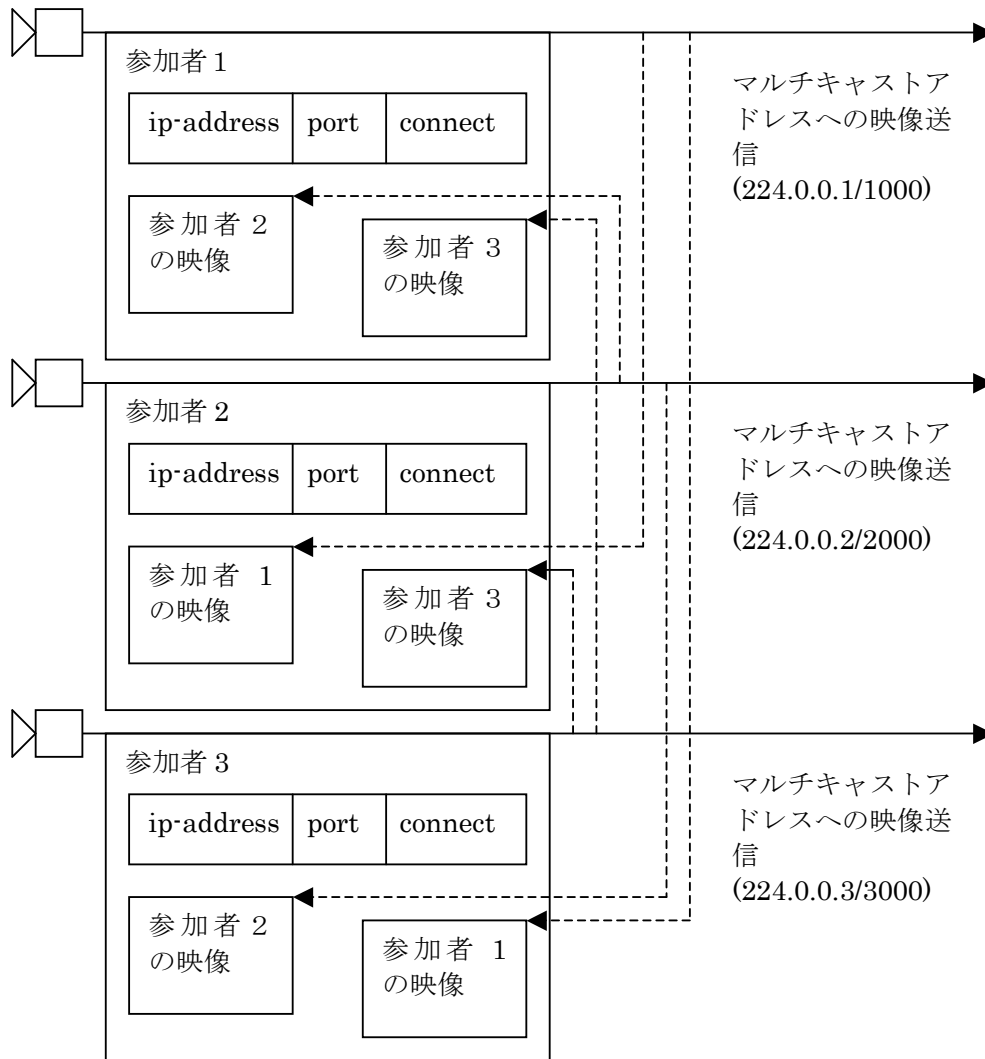 参加者１
ip-address port connect
参加者２
の映像
参加者３
の映像
マルチキャストア
ドレスへの映像送
信
(224.0.0.1/1000)
参加者2
ip-address port connect
参加者 1
の映像
参加者３
の映像
マルチキャストア
ドレスへの映像送
信
(224.0.0.2/2000)
参加者3
ip-address port connect
参加者２
の映像
参加者 1
の映像
マルチキャストア
ドレスへの映像送
信
(224.0.0.3/3000)